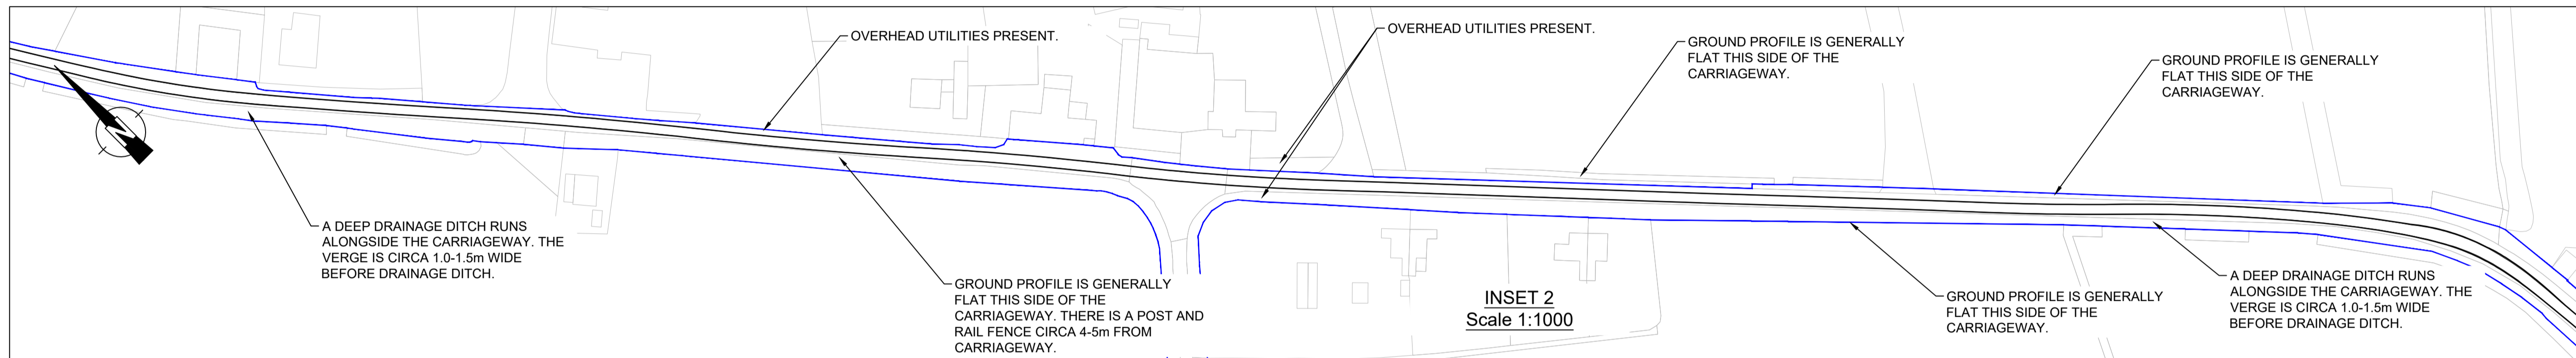 OVERHEAD UTILITIES PRESENT.
OVERHEAD UTILITIES PRESENT.
GROUND PROFILE IS GENERALLY
FLAT THIS SIDE OF THE
CARRIAGEWAY.
GROUND PROFILE IS GENERALLY
FLAT THIS SIDE OF THE
CARRIAGEWAY.
A DEEP DRAINAGE DITCH RUNS
ALONGSIDE THE CARRIAGEWAY. THE
VERGE IS CIRCA 1.0-1.5m WIDE
BEFORE DRAINAGE DITCH.
GROUND PROFILE IS GENERALLY
FLAT THIS SIDE OF THE
CARRIAGEWAY. THERE IS A POST AND
RAIL FENCE CIRCA 4-5m FROM
CARRIAGEWAY.
INSET 2
Scale 1:1000
GROUND PROFILE IS GENERALLY
FLAT THIS SIDE OF THE
CARRIAGEWAY.
A DEEP DRAINAGE DITCH RUNS
ALONGSIDE THE CARRIAGEWAY. THE
VERGE IS CIRCA 1.0-1.5m WIDE
BEFORE DRAINAGE DITCH.